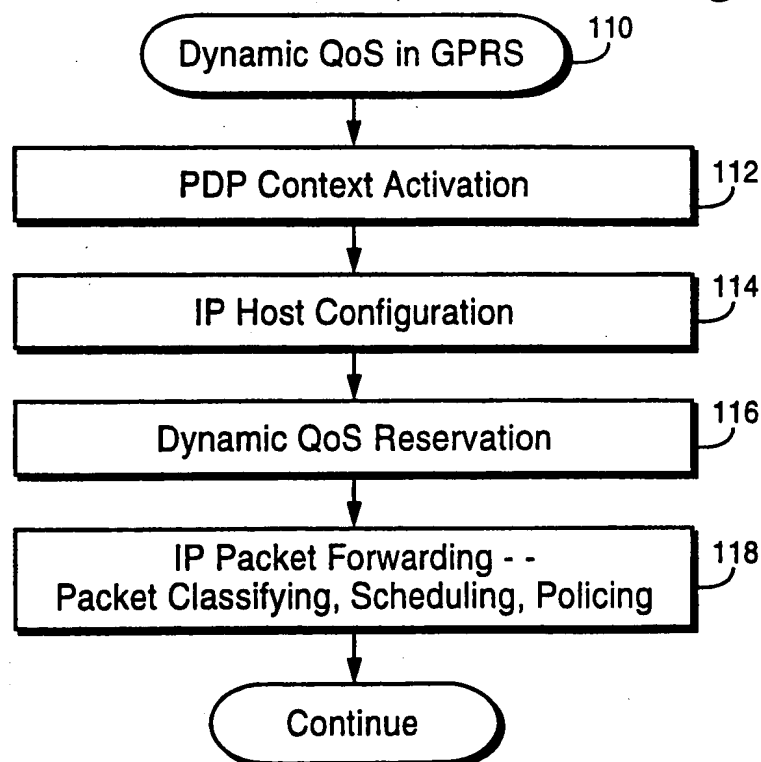 110
Dynamic QoS in GPRS
112
PDP Context Activation
114
IP Host Configuration
116
Dynamic QoS Reservation
118
IP Packet Forwarding - -
Packet Classifying, Scheduling, Policing
Continue